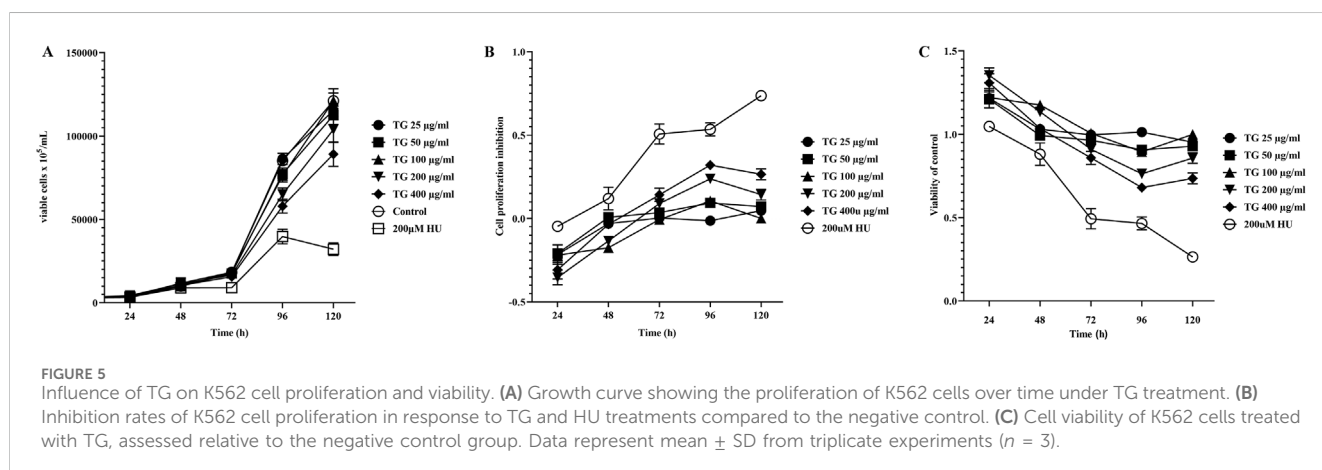 A
viable cells x 10⁵/mL
150000
100000
50000
0
24 48 72 96 120
Time (h)
TG 25 µg/ml
TG 50 µg/ml
TG 100 µg/ml
TG 200 µg/ml
TG 400 µg/ml
Control
200µM HU
B
Cell proliferation inhibition
1.0
0.5
0.0
-0.5
24 48 72 96 120
Time (h)
TG 25 µg/ml
TG 50 µg/ml
TG 100 µg/ml
TG 200 µg/ml
TG 400u µg/ml
200uM HU
C
Viability of control
1.5
1.0
0.5
0.0
24 48 72 96 120
Time (h)
TG 25 µg/ml
TG 50 µg/ml
TG 100 µg/ml
TG 200 µg/ml
TG 400 µg/ml
200uM HU
FIGURE 5
Influence of TG on K562 cell proliferation and viability. (A) Growth curve showing the proliferation of K562 cells over time under TG treatment. (B)
Inhibition rates of K562 cell proliferation in response to TG and HU treatments compared to the negative control. (C) Cell viability of K562 cells treated
with TG, assessed relative to the negative control group. Data represent mean ± SD from triplicate experiments (n = 3).